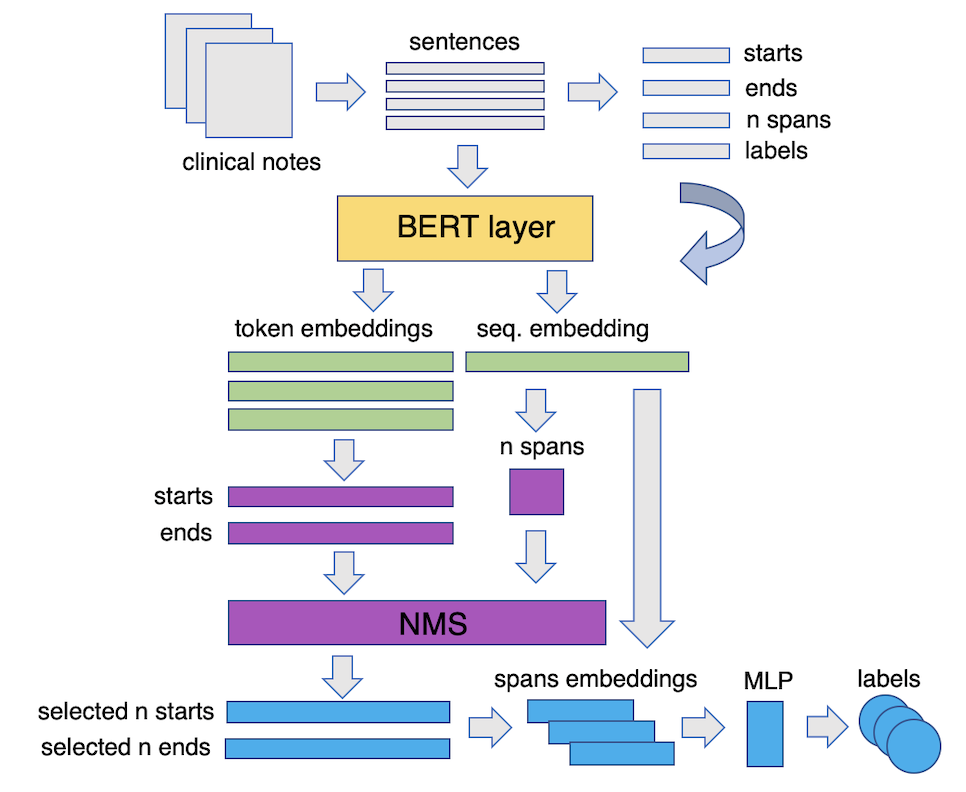 sentences
starts
ends
n spans
labels
clinical notes
BERT layer
token embeddings
seq. embedding
n spans
starts
ends
NMS
spans embeddings
MLP
labels
selected n starts
selected n ends